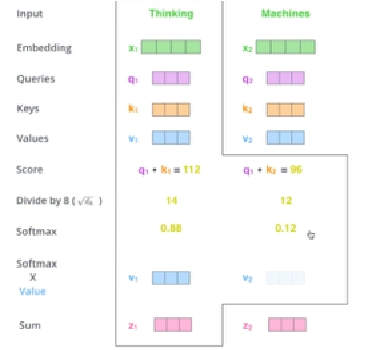 Input Thinking Machines
Embedding x₁ x₂
Queries q₁ q₂
Keys k₁ k₂
Values v₁ v₂
Score q₁ • k₁ = 112 q₁ • k₂ = 96
Divide by 8 ( √dₖ ) 14 12
Softmax 0.88 0.12
Softmax
X
Value v₁ v₂
Sum z₁ z₂